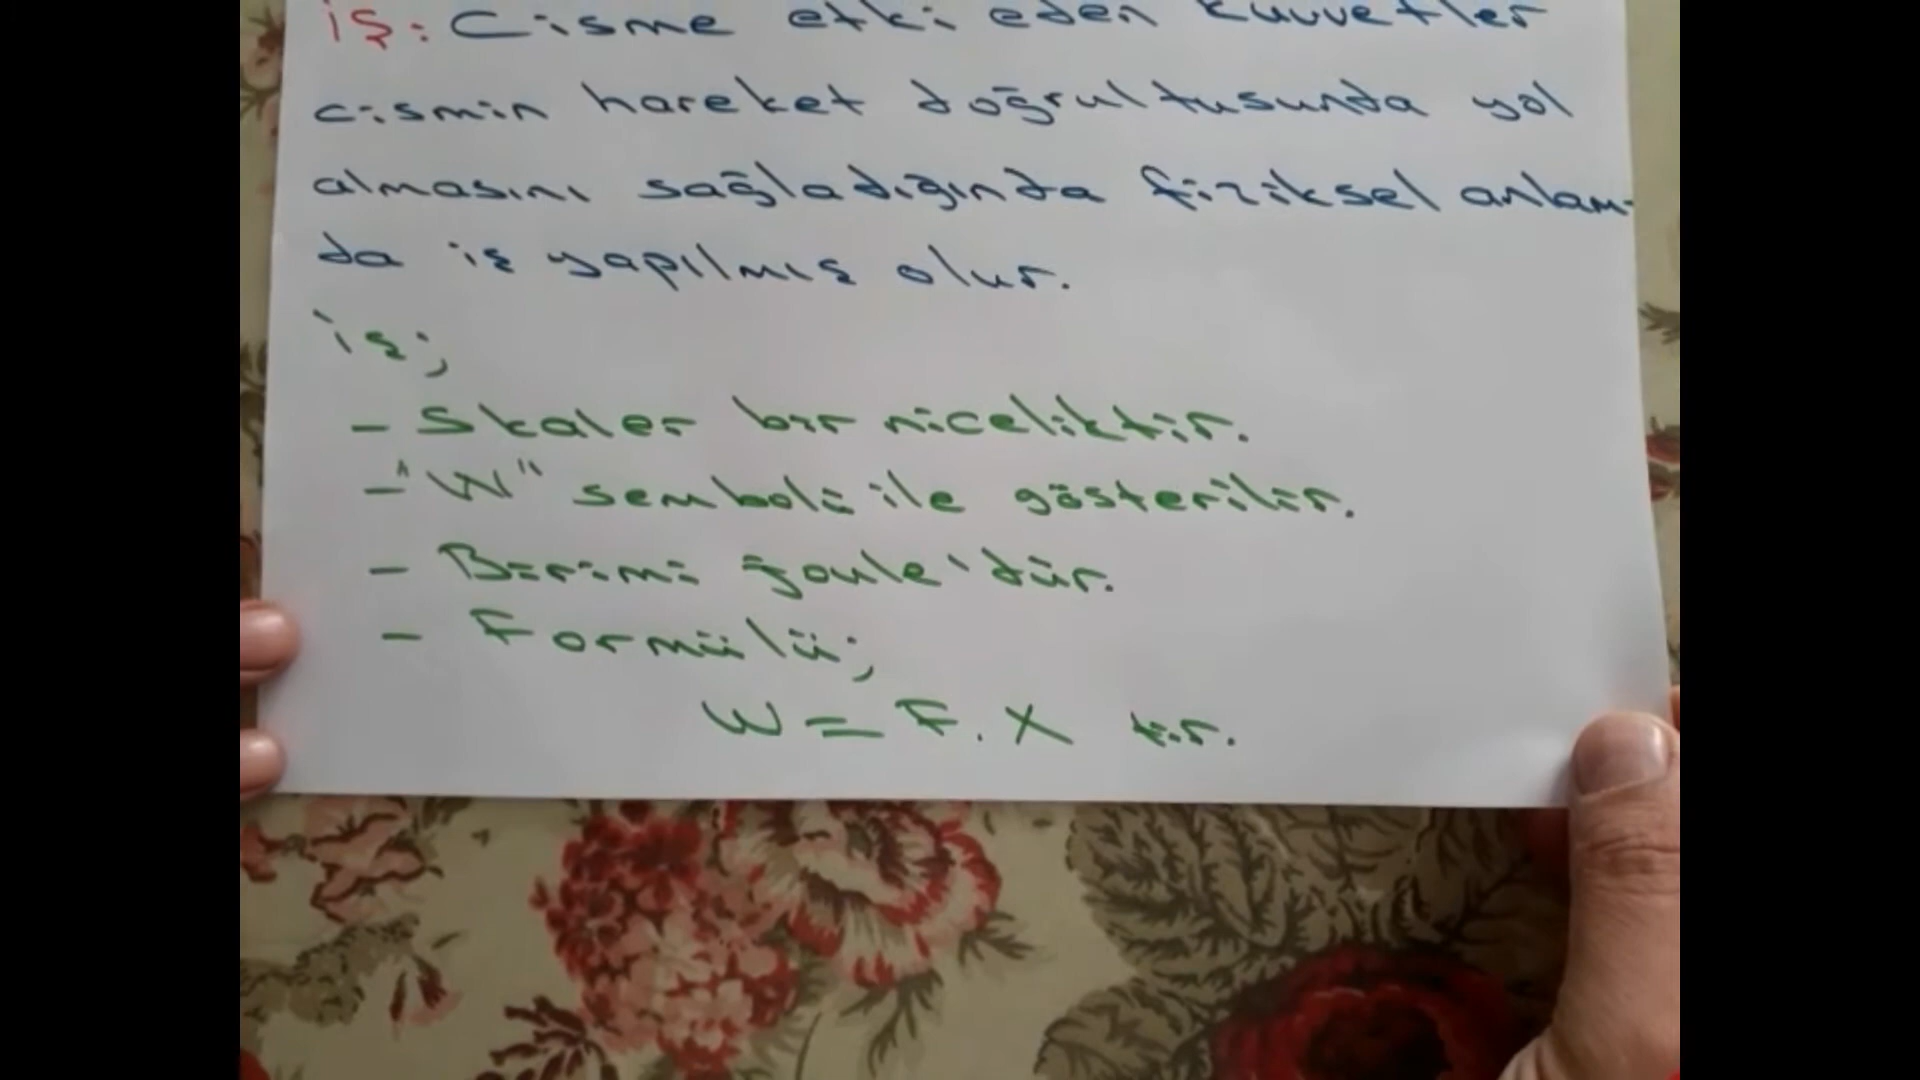 İŞ: Cisme etki eden kuvvetler
cismin hareket doğrultusunda yol
almasını sağladığında fiziksel anlam-
da iş yapılmış olur.
İş;
- Skaler bir niceliktir.
- "W" sembolü ile gösterilir.
- Birimi joule'dür.
- Formülü;
W = F . X tir.